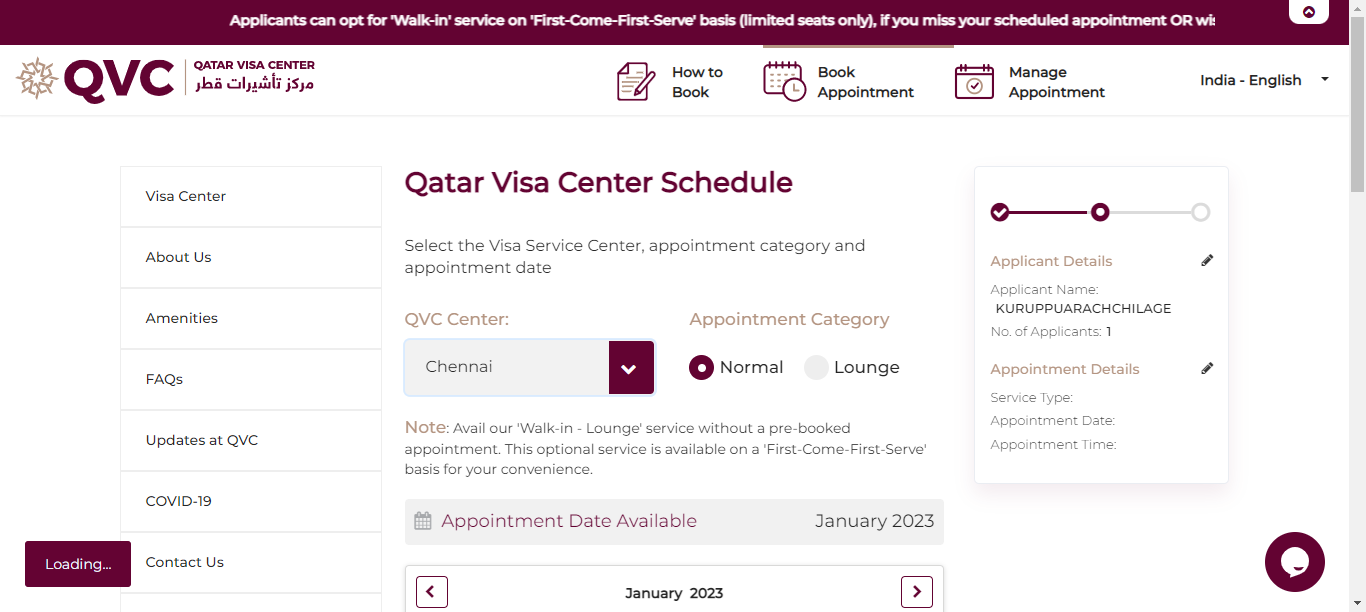 Applicants can opt for 'Walk-in' service on 'First-Come-First-Serve' basis (limited seats only), if you miss your scheduled appointment OR
QVC
QATAR VISA CENTER
مركز تأشيرات قطر
How to
Book
Book
Appointment
Manage
Appointment
India - English
Visa Center
About Us
Amenities
FAQs
Updates at QVC
COVID-19
Contact Us
Loading...
Qatar Visa Center Schedule
Select the Visa Service Center, appointment category and
appointment date
QVC Center:
Appointment Category
Chennai
Normal
Lounge
Note: Avail our 'Walk-in - Lounge' service without a pre-booked
appointment. This optional service is available on a 'First-Come-First-Serve'
basis for your convenience.
Appointment Date Available
January 2023
January 2023
Applicant Details
Applicant Name:
KURUPPUARACHCHILAGE
No. of Applicants: 1
Appointment Details
Service Type:
Appointment Date:
Appointment Time: